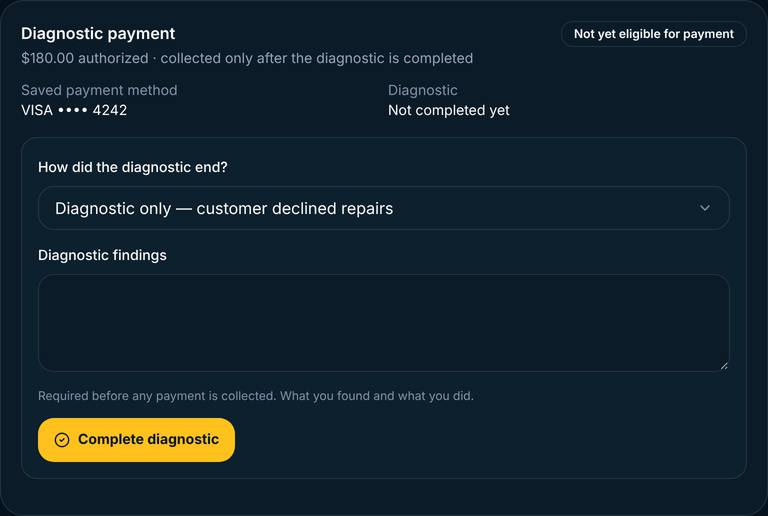 Diagnostic payment
Not yet eligible for payment
$180.00 authorized · collected only after the diagnostic is completed
Saved payment method
VISA •••• 4242
Diagnostic
Not completed yet
How did the diagnostic end?
Diagnostic only — customer declined repairs
Diagnostic findings
Required before any payment is collected. What you found and what you did.
Complete diagnostic